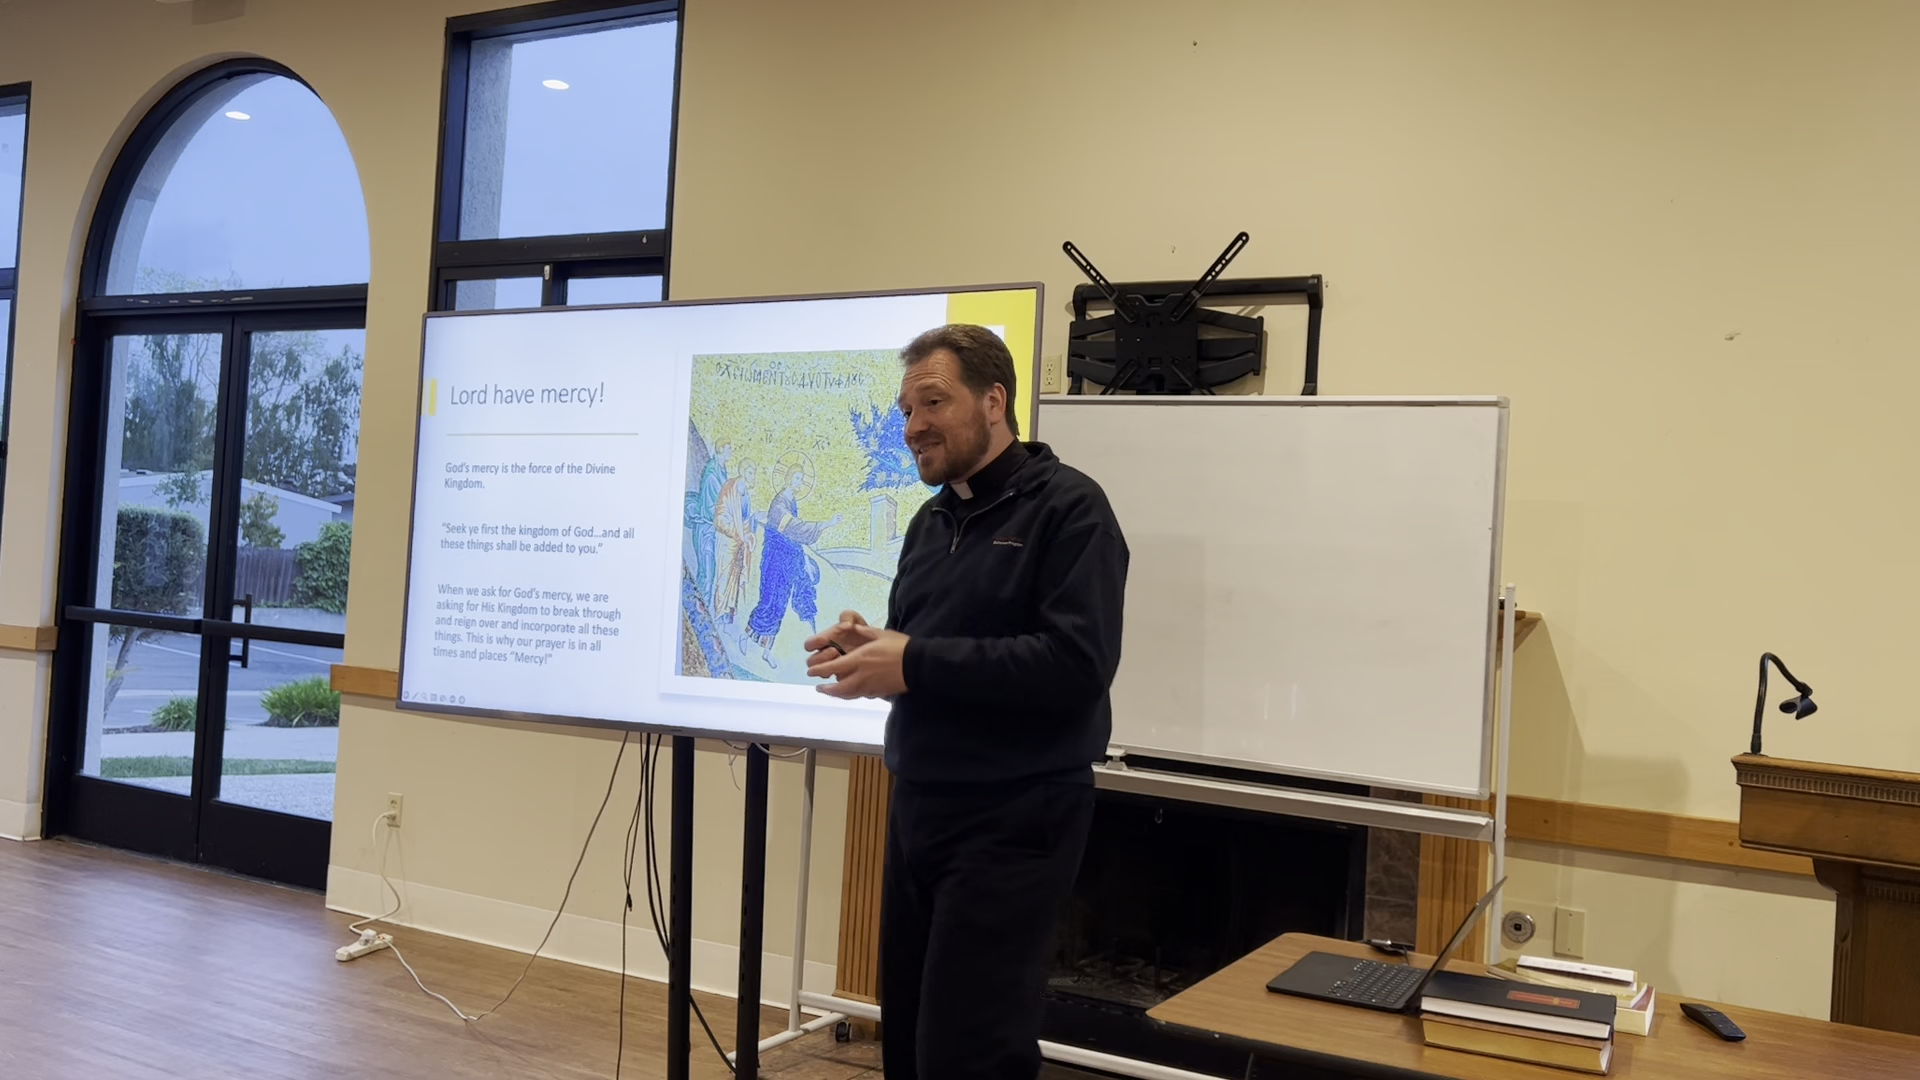 Lord have mercy!
God's mercy is the force of the Divine
Kingdom.
"Seek ye first the kingdom of God...and all
these things shall be added to you."
When we ask for God's mercy, we are
asking for His Kingdom to break through
and reign over and incorporate all these
things. This is why our prayer is in all
times and places "Mercy!"